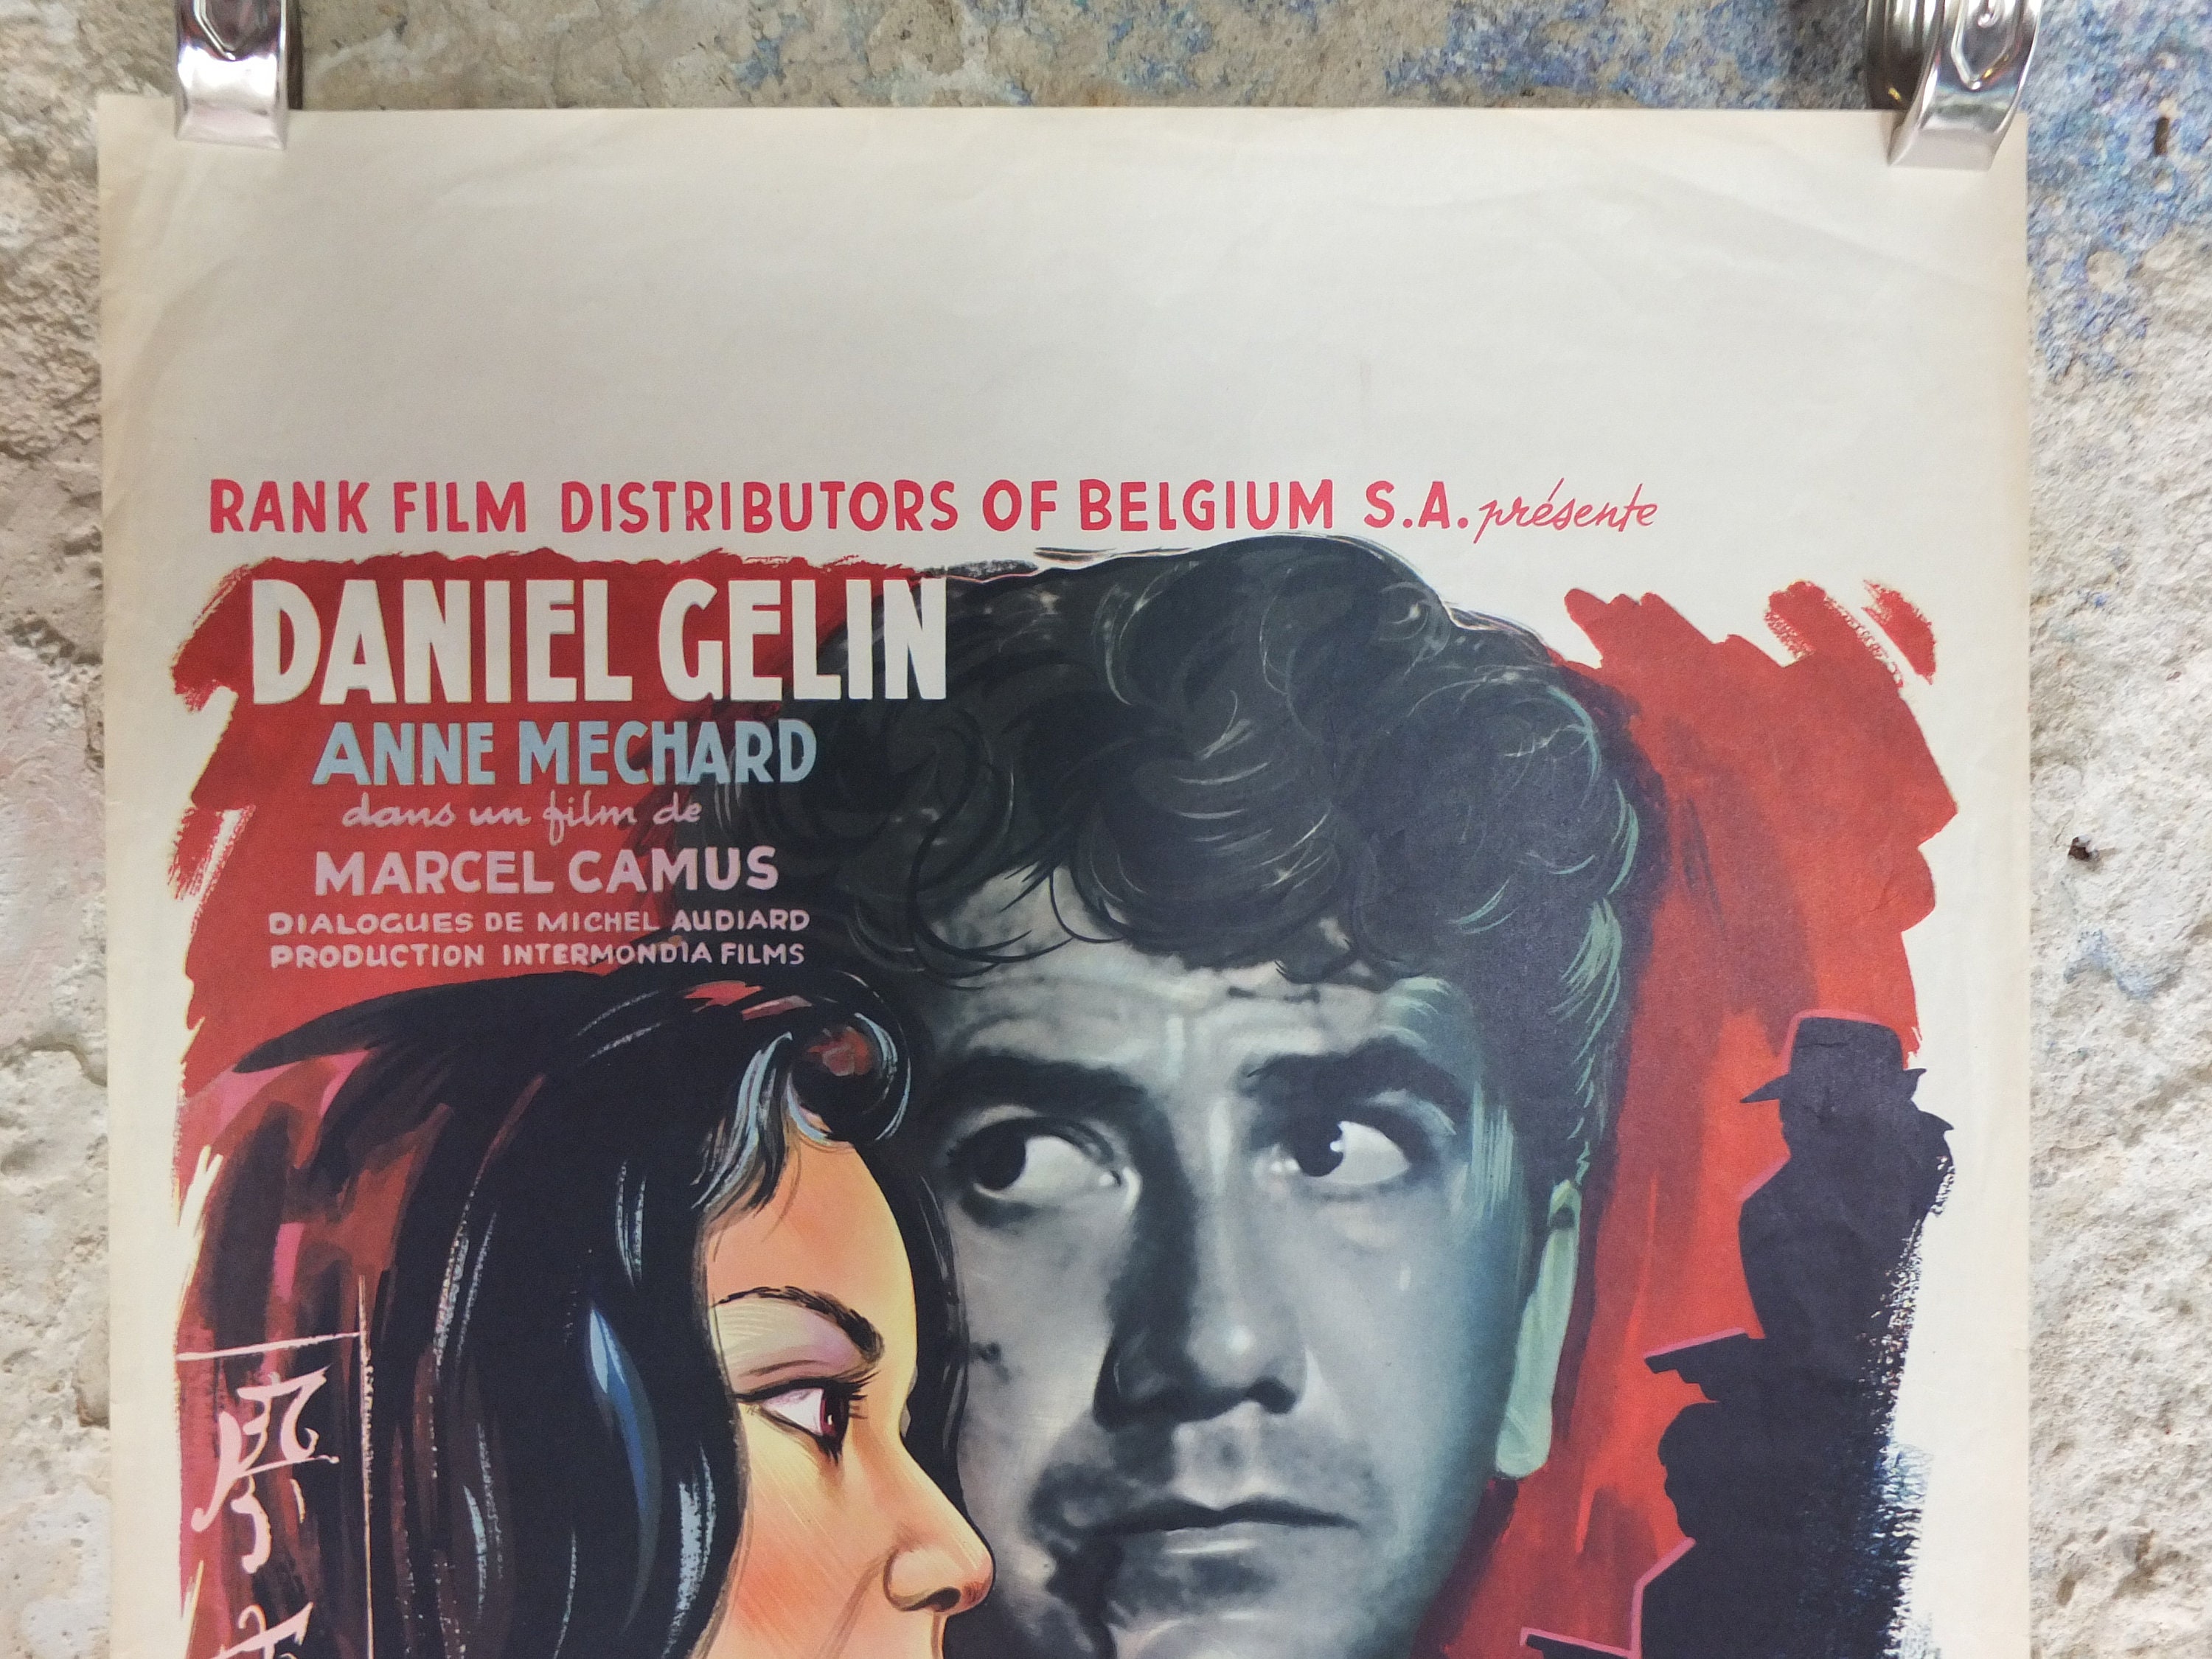 RANK FILM DISTRIBUTORS OF BELGIUM S.A. présente
DANIEL GELIN
ANNE MECHARD
dans un film de
MARCEL CAMUS
DIALOGUES DE MICHEL AUDIARD
PRODUCTION INTERMONDIA FILMS